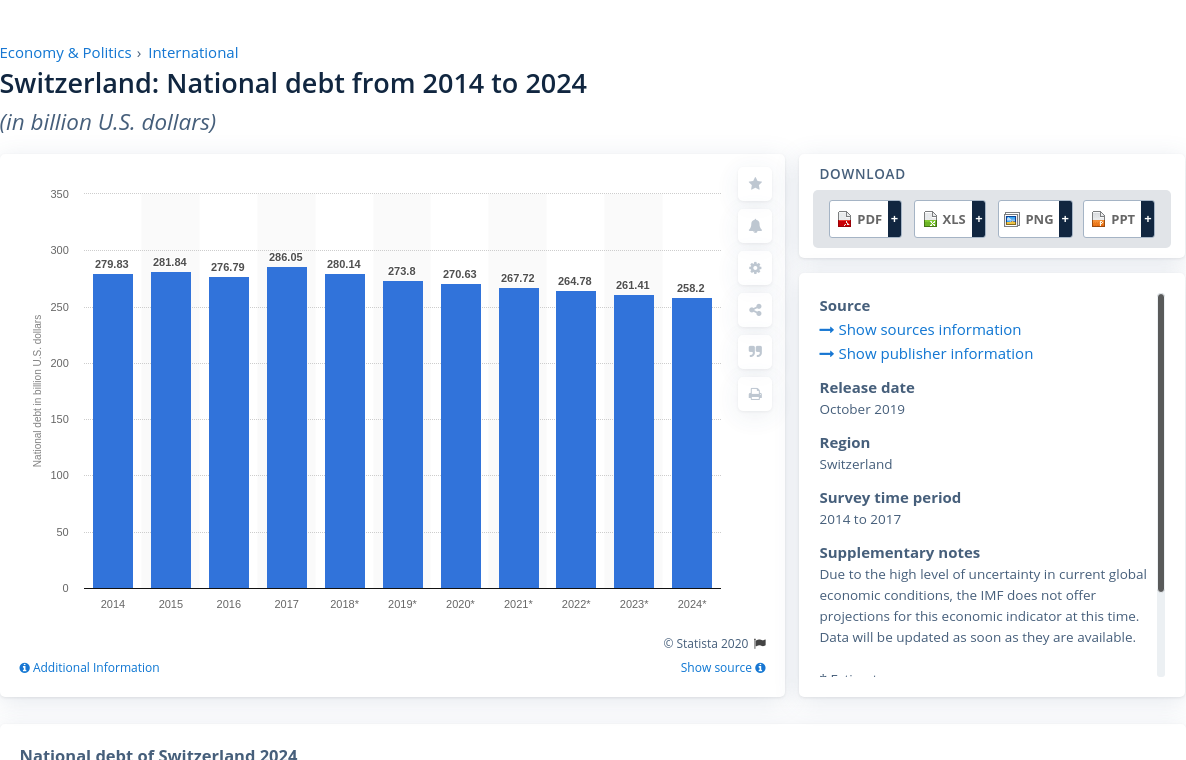 Economy & Politics › International
Switzerland: National debt from 2014 to 2024
(in billion U.S. dollars)
National debt in billion U.S. dollars
350
300
250
200
150
100
50
0
279.83 281.84 276.79 286.05 280.14 273.8 270.63 267.72 264.78 261.41 258.2
2014 2015 2016 2017 2018* 2019* 2020* 2021* 2022* 2023* 2024*
© Statista 2020
Additional Information
Show source
DOWNLOAD
PDF + XLS + PNG + PPT +
Source
Show sources information
Show publisher information
Release date
October 2019
Region
Switzerland
Survey time period
2014 to 2017
Supplementary notes
Due to the high level of uncertainty in current global
economic conditions, the IMF does not offer
projections for this economic indicator at this time.
Data will be updated as soon as they are available.
National debt of Switzerland 2024